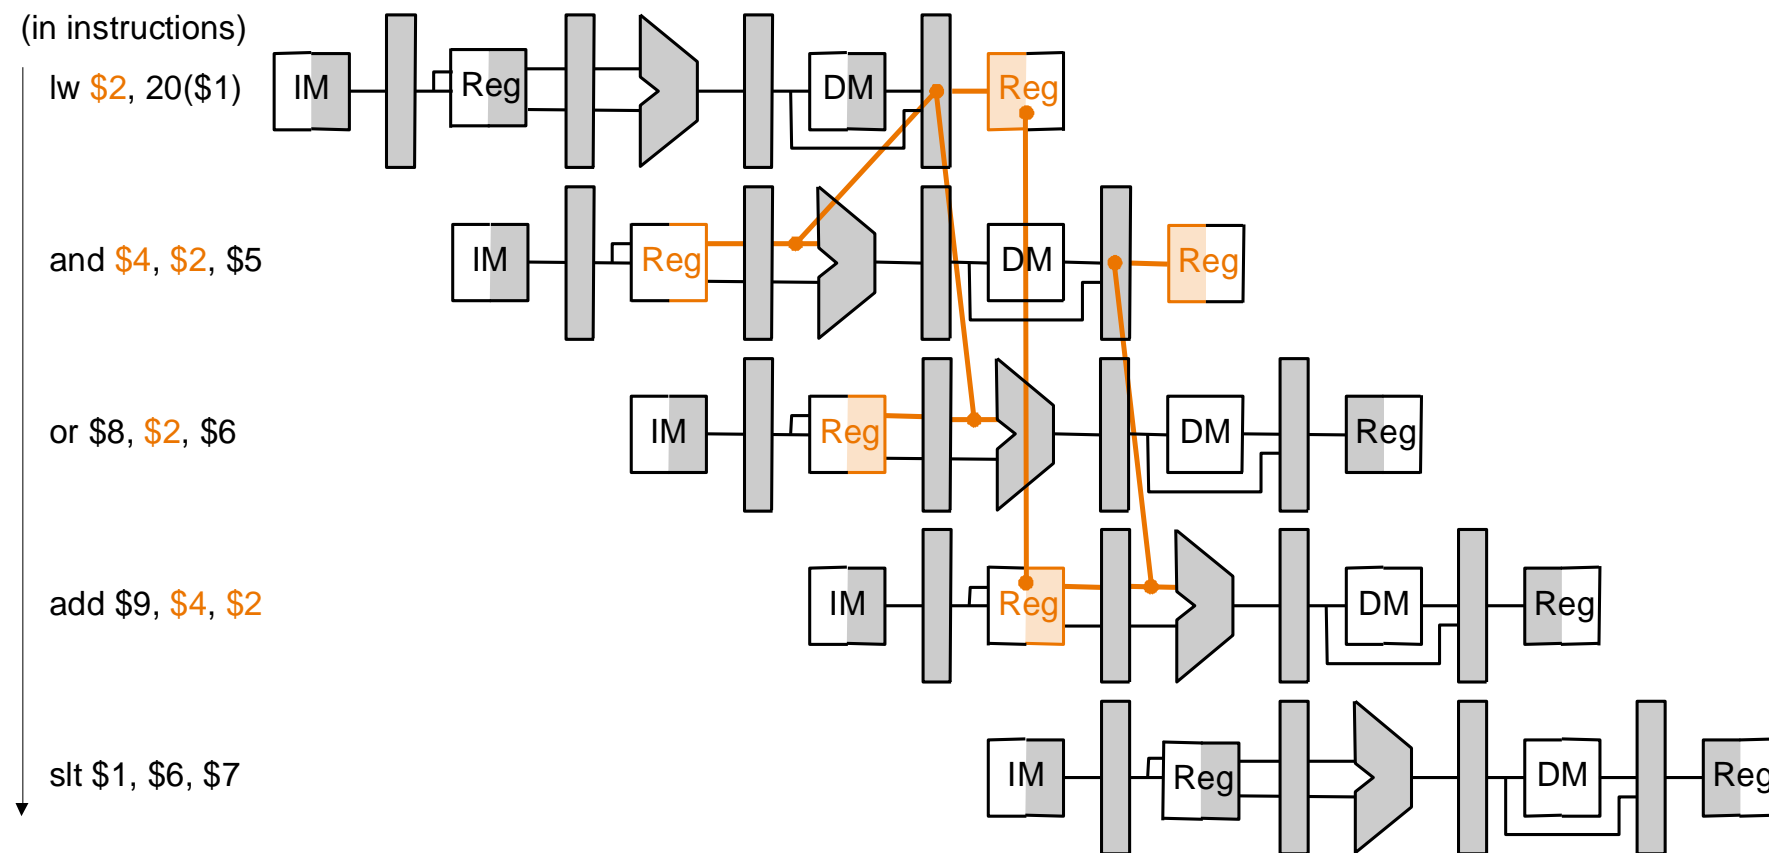 (in instructions)
lw $2, 20($1) IM Reg DM Reg
and $4, $2, $5 IM Reg DM Reg
or $8, $2, $6 IM Reg DM Reg
add $9, $4, $2 IM Reg DM Reg
slt $1, $6, $7 IM Reg DM Reg